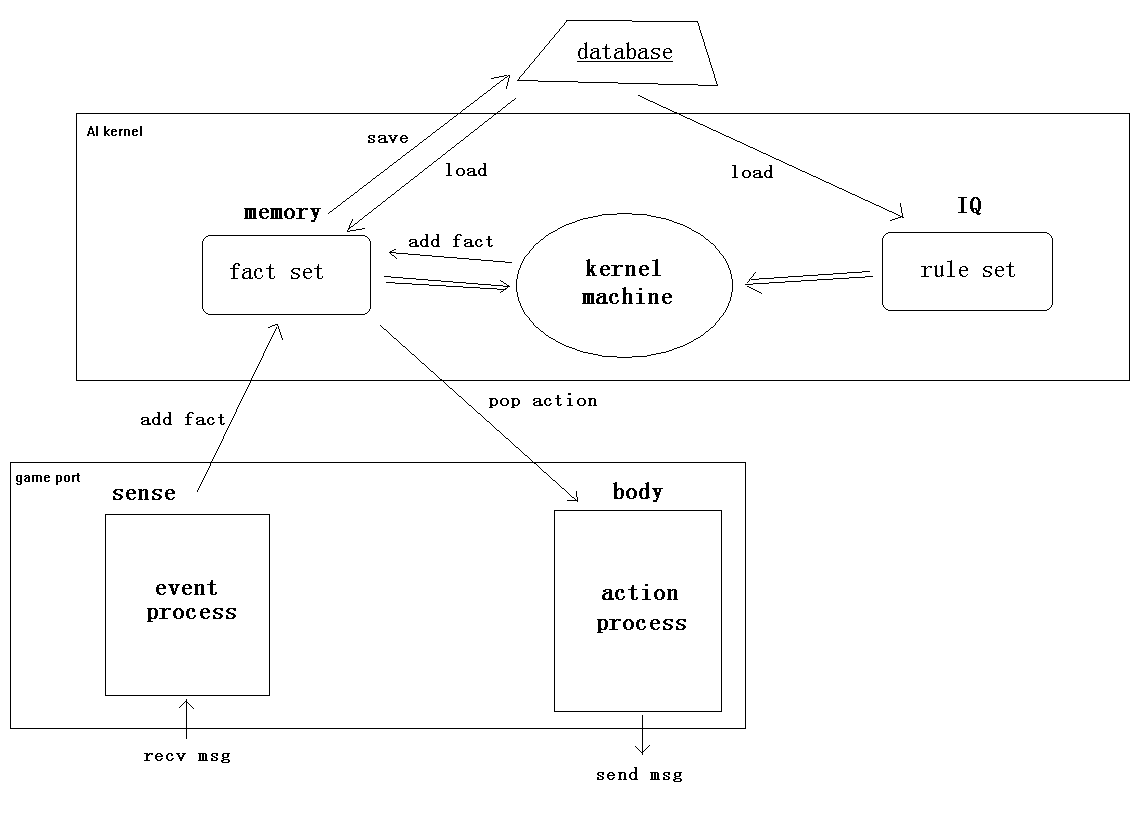 database
AI kernel
save
load
load
memory
IQ
add fact
fact set
kernel
machine
rule set
pop action
add fact
game port
sense
body
event
process
action
process
recv msg
send msg